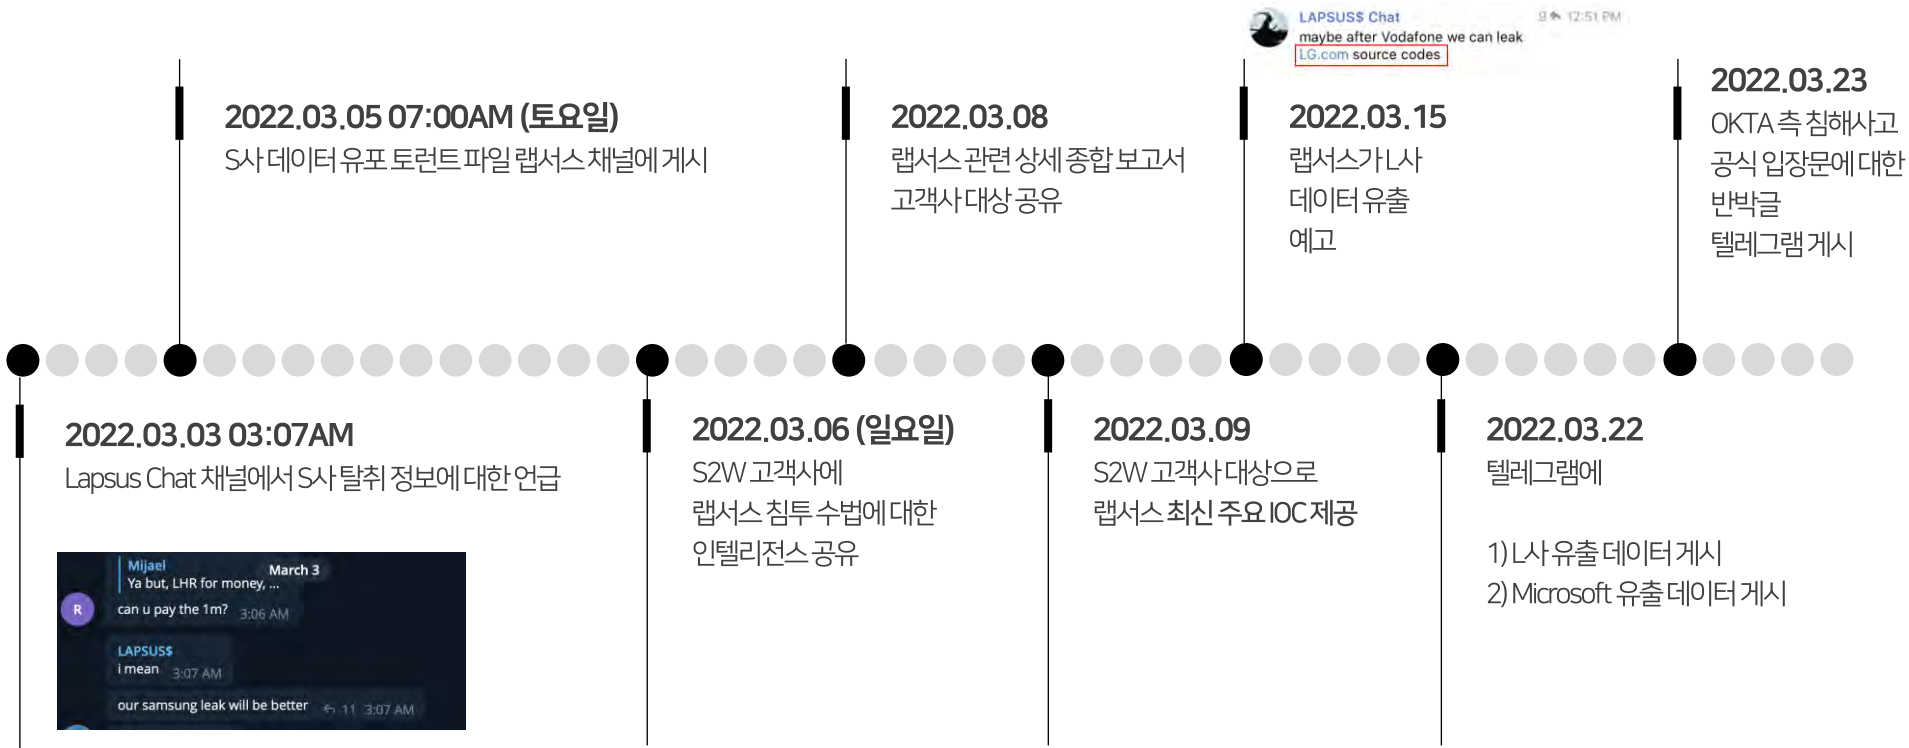 LAPSUS$ Chat
9 12:51 PM
maybe after Vodafone we can leak
LG.com source codes
2022.03.05 07:00AM (토요일)
S사 데이터 유포 토런트 파일 랩서스 채널에 게시
2022.03.08
랩서스 관련 상세 종합 보고서
고객사 대상 공유
2022.03.15
랩서스가 L사
데이터 유출
예고
2022.03.23
OKTA 측 침해사고
공식 입장문에 대한
반박글
텔레그램 게시
2022.03.03 03:07AM
Lapsus Chat 채널에서 S사 탈취 정보에 대한 언급
Mijael
Ya but, LHR for money, ...
March 3
R
can u pay the 1m? 3:06 AM
LAPSUS$
i mean 3:07 AM
our samsung leak will be better 11 3:07 AM
2022.03.06 (일요일)
S2W 고객사에
랩서스 침투 수법에 대한
인텔리전스 공유
2022.03.09
S2W 고객사 대상으로
랩서스 최신 주요 IOC 제공
2022.03.22
텔레그램에
1) L사 유출 데이터 게시
2) Microsoft 유출 데이터 게시